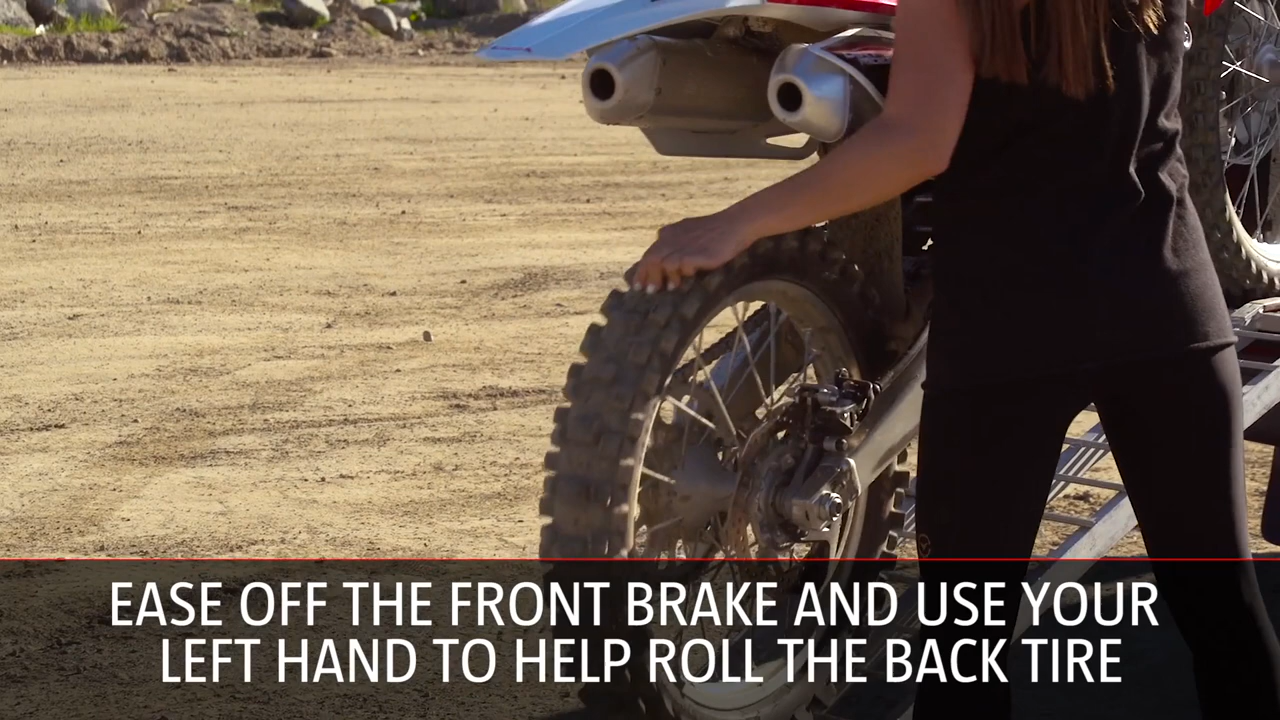 EASE OFF THE FRONT BRAKE AND USE YOUR
LEFT HAND TO HELP ROLL THE BACK TIRE